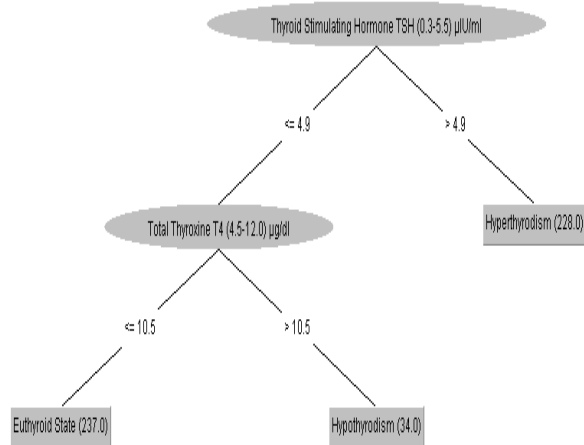 Thyroid Stimulating Hormone TSH (0.3-5.5) µIU/ml
<= 4.9
> 4.9
Total Thyroxine T4 (4.5-12.0) µg/dl
Hyperthyrodism (228.0)
<= 10.5
> 10.5
Euthyroid State (237.0)
Hypothyrodism (34.0)